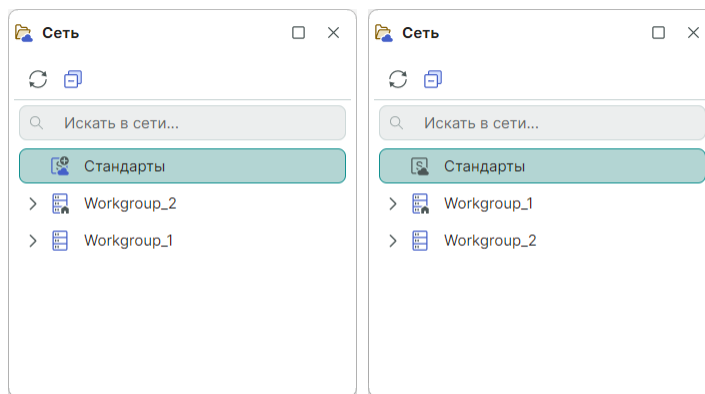 Сеть
Искать в сети...
Стандарты
Workgroup_2
Workgroup_1
Сеть
Искать в сети...
Стандарты
Workgroup_1
Workgroup_2